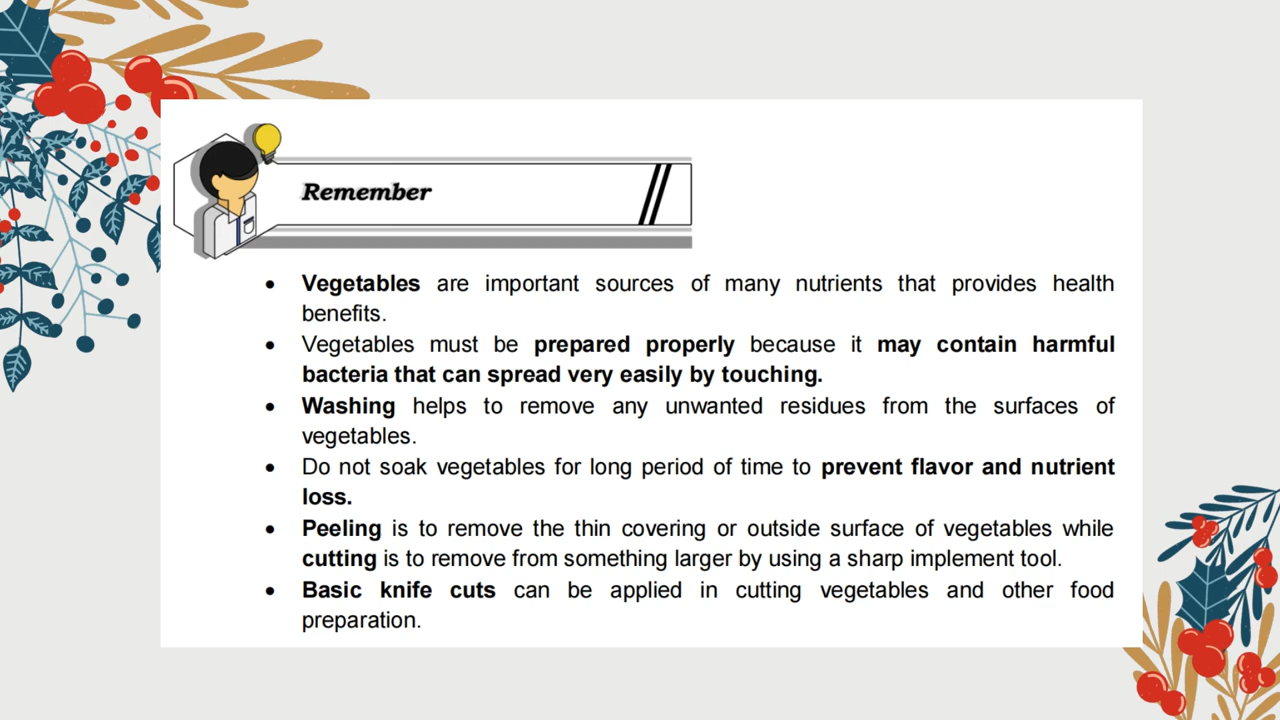 Remember
• Vegetables are important sources of many nutrients that provides health
benefits.
• Vegetables must be prepared properly because it may contain harmful
bacteria that can spread very easily by touching.
• Washing helps to remove any unwanted residues from the surfaces of
vegetables.
• Do not soak vegetables for long period of time to prevent flavor and nutrient
loss.
• Peeling is to remove the thin covering or outside surface of vegetables while
cutting is to remove from something larger by using a sharp implement tool.
• Basic knife cuts can be applied in cutting vegetables and other food
preparation.